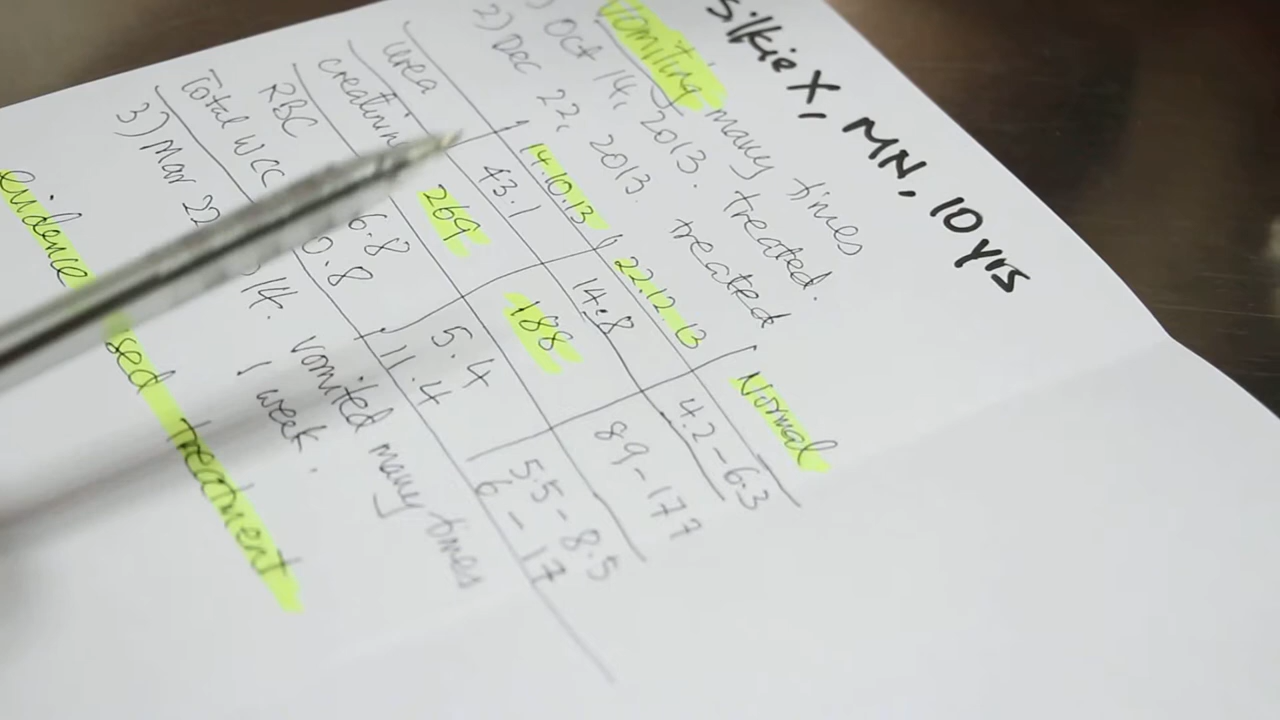 Silkie X, MN, 10 yrs
Vomiting many times
1) Oct 14, 2013. treated.
2) Dec 22, 2013. treated
14.10.13 22.12.13 Normal
urea 43.1 14.8 4.2-6.3
creatinine 269 188 89-177
RBC 6.8 5.4 5.5-8.5
Total WCC 11.4 6-17
3) Mar 22 14. vomited many times
1 week.
evidence treatment